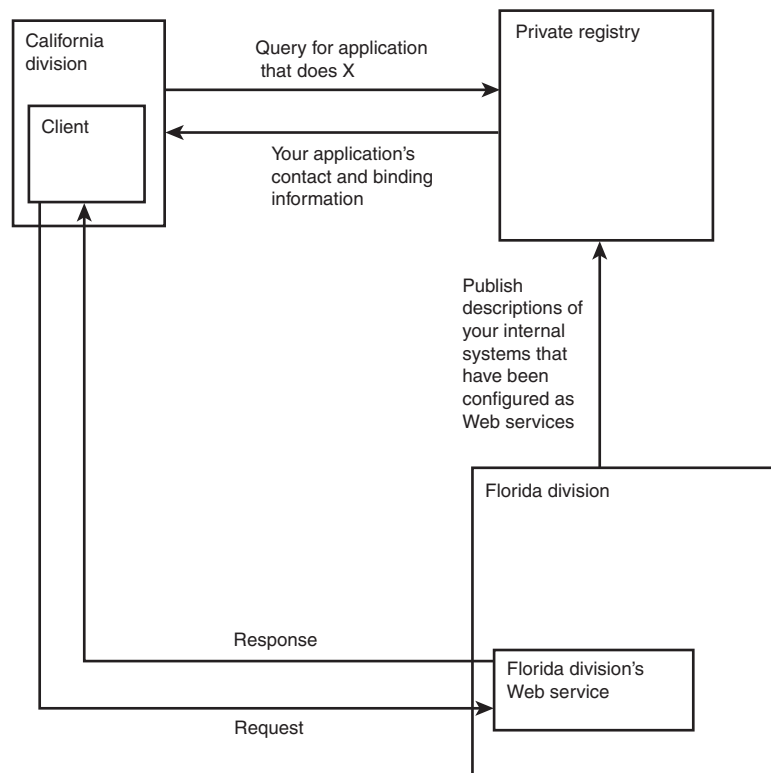 California
division
Client
Query for application
that does X
Your application's
contact and binding
information
Private registry
Publish
descriptions of
your internal
systems that
have been
configured as
Web services
Florida division
Florida division's
Web service
Response
Request